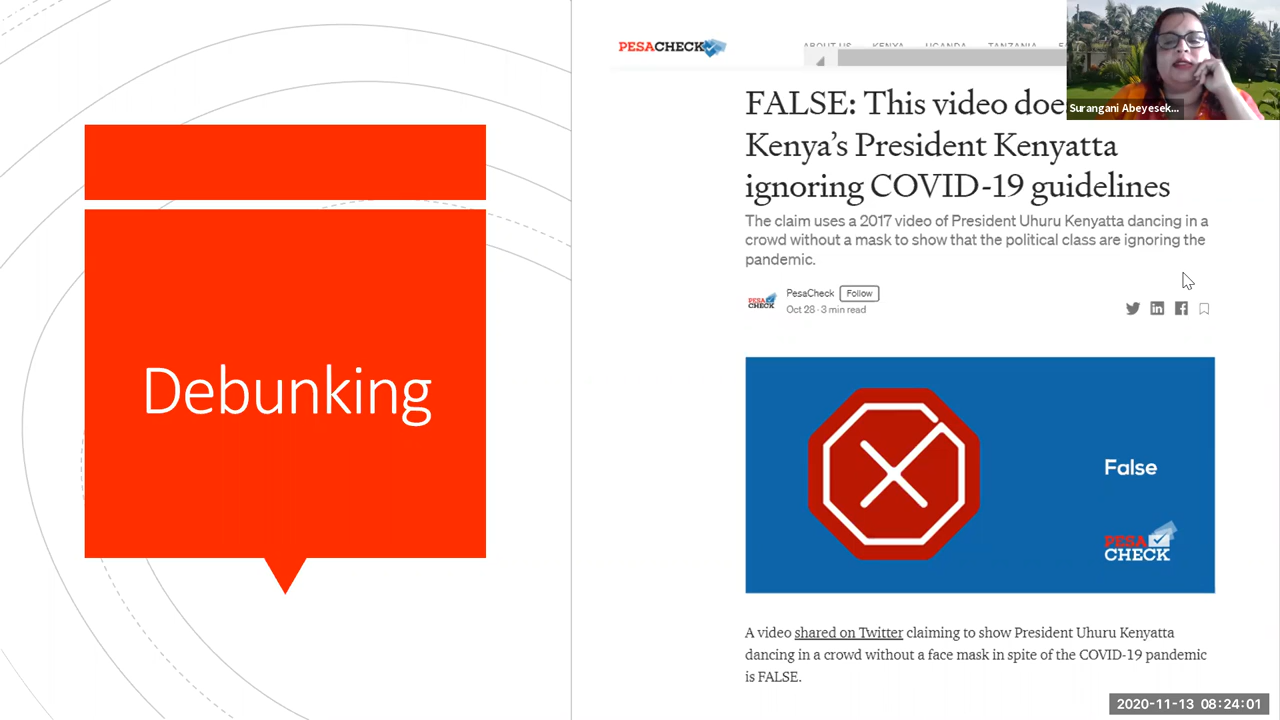 Debunking
PESACHECK
ABOUT US KENYA UGANDA TANZANIA
Surangani Abeyesek...
FALSE: This video doe
Kenya's President Kenyatta
ignoring COVID-19 guidelines
The claim uses a 2017 video of President Uhuru Kenyatta dancing in a
crowd without a mask to show that the political class are ignoring the
pandemic.
PesaCheck Follow
Oct 28 · 3 min read
False
PESA
CHECK
A video shared on Twitter claiming to show President Uhuru Kenyatta
dancing in a crowd without a face mask in spite of the COVID-19 pandemic
is FALSE.
2020-11-13 08:24:01